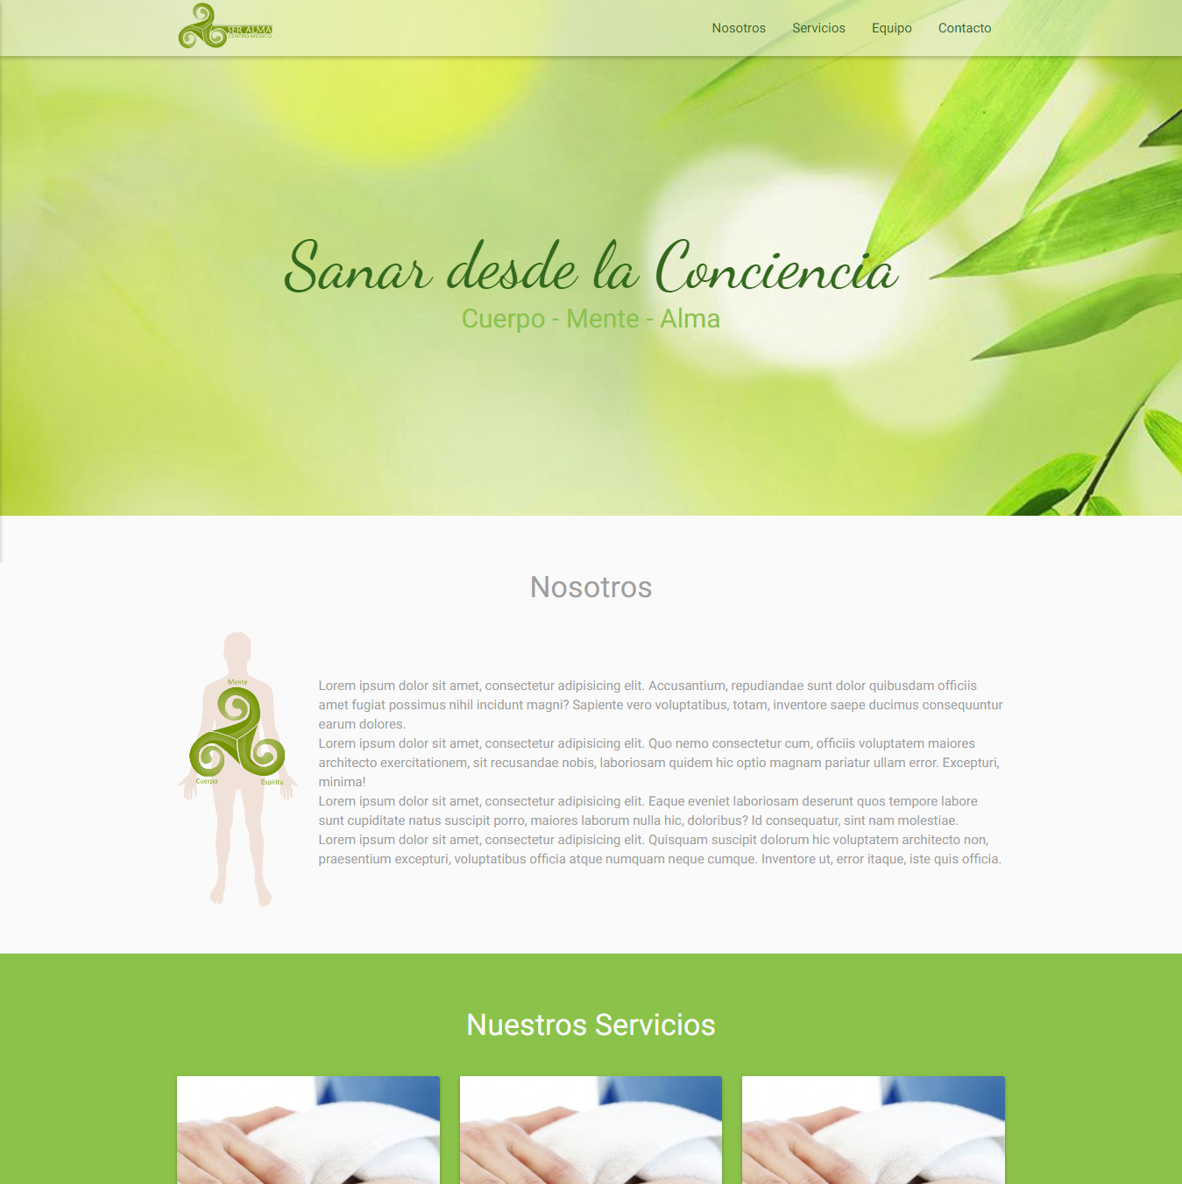 SER ALMA
CENTRO MÉDICO
Nosotros
Servicios
Equipo
Contacto
Sanar desde la Conciencia
Cuerpo - Mente - Alma
Nosotros
Mente
Cuerpo
Espíritu
Lorem ipsum dolor sit amet, consectetur adipisicing elit. Accusantium, repudiandae sunt dolor quibusdam officiis
amet fugiat possimus nihil incidunt magni? Sapiente vero voluptatibus, totam, inventore saepe ducimus consequuntur
earum dolores.
Lorem ipsum dolor sit amet, consectetur adipisicing elit. Quo nemo consectetur cum, officiis voluptatem maiores
architecto exercitationem, sit recusandae nobis, laboriosam quidem hic optio magnam pariatur ullam error. Excepturi,
minima!
Lorem ipsum dolor sit amet, consectetur adipisicing elit. Eaque eveniet laboriosam deserunt quos tempore labore
sunt cupiditate natus suscipit porro, maiores laborum nulla hic, doloribus? Id consequatur, sint nam molestiae.
Lorem ipsum dolor sit amet, consectetur adipisicing elit. Quisquam suscipit dolorum hic voluptatem architecto non,
praesentium excepturi, voluptatibus officia atque numquam neque cumque. Inventore ut, error itaque, iste quis officia.
Nuestros Servicios